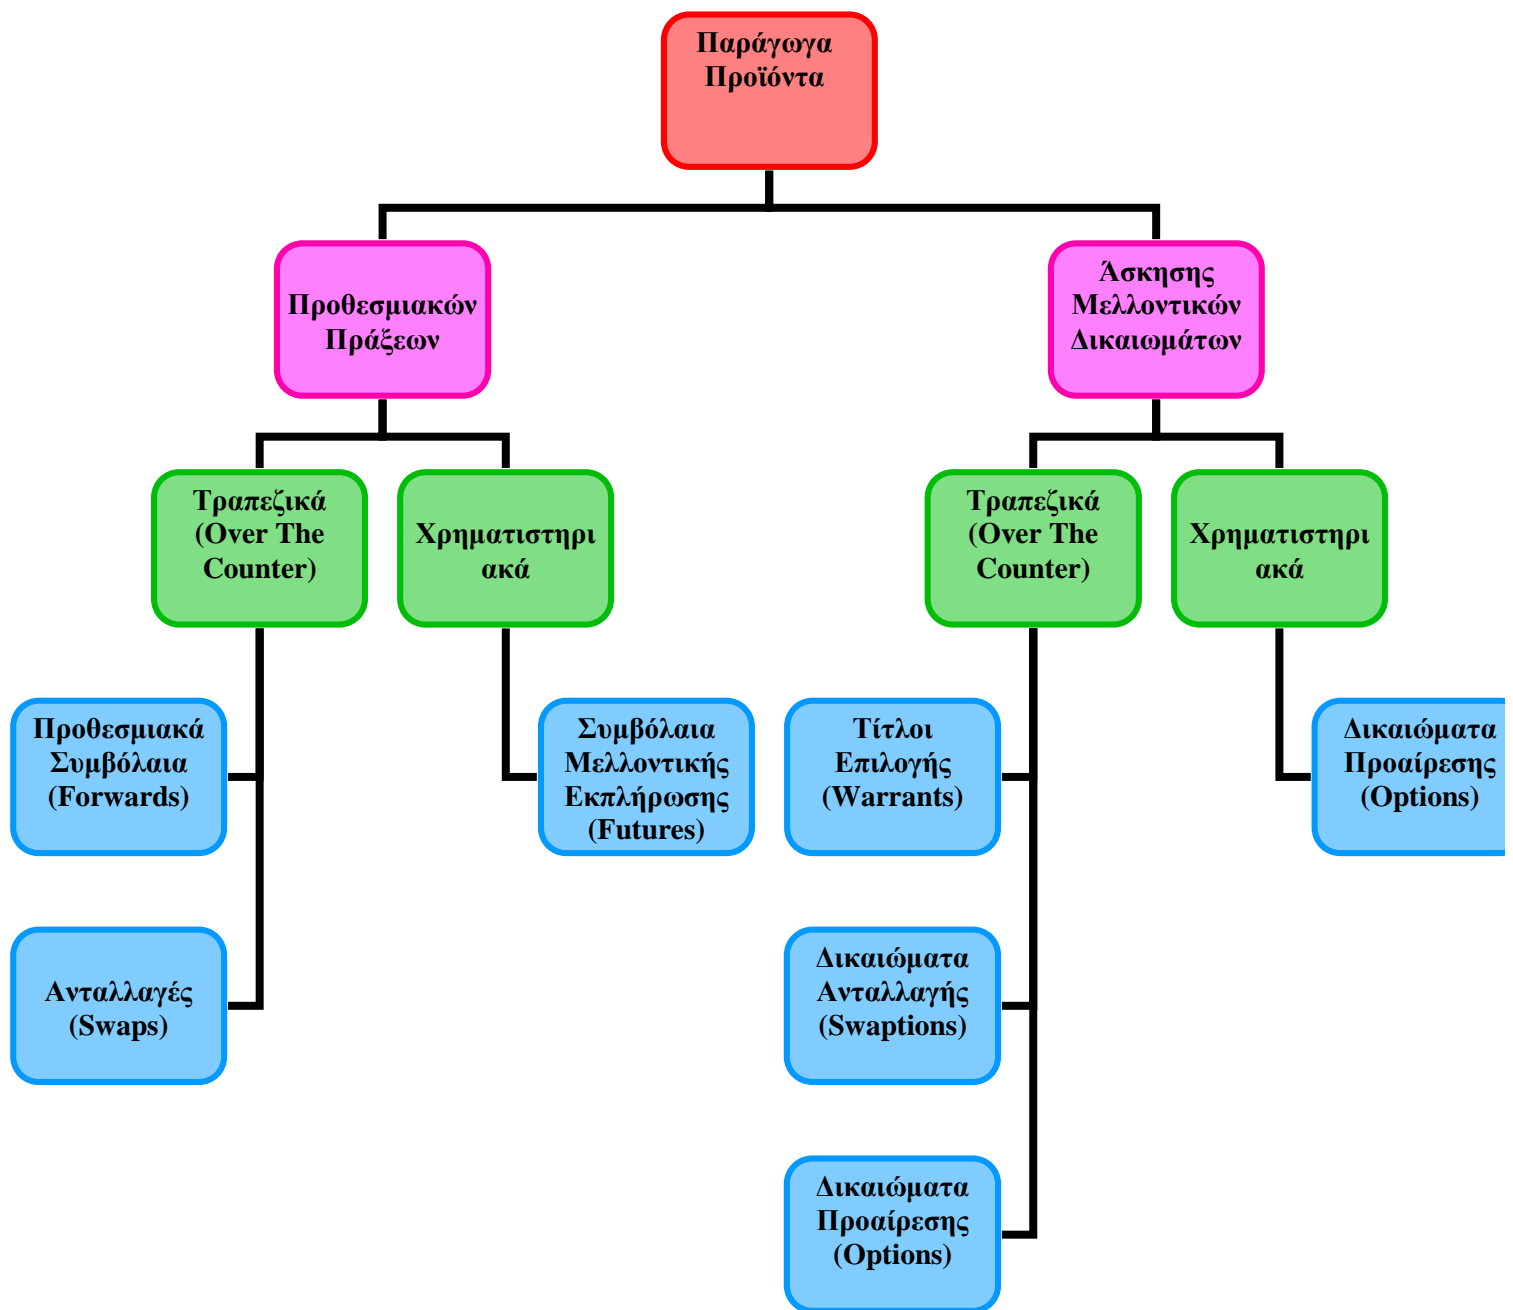 Παράγωγα
Προϊόντα
Προθεσμιακών
Πράξεων
Άσκησης
Μελλοντικών
Δικαιωμάτων
Τραπεζικά
(Over The
Counter)
Χρηματιστηρι
ακά
Τραπεζικά
(Over The
Counter)
Χρηματιστηρι
ακά
Προθεσμιακά
Συμβόλαια
(Forwards)
Συμβόλαια
Μελλοντικής
Εκπλήρωσης
(Futures)
Τίτλοι
Επιλογής
(Warrants)
Δικαιώματα
Προαίρεσης
(Options)
Ανταλλαγές
(Swaps)
Δικαιώματα
Ανταλλαγής
(Swaptions)
Δικαιώματα
Προαίρεσης
(Options)